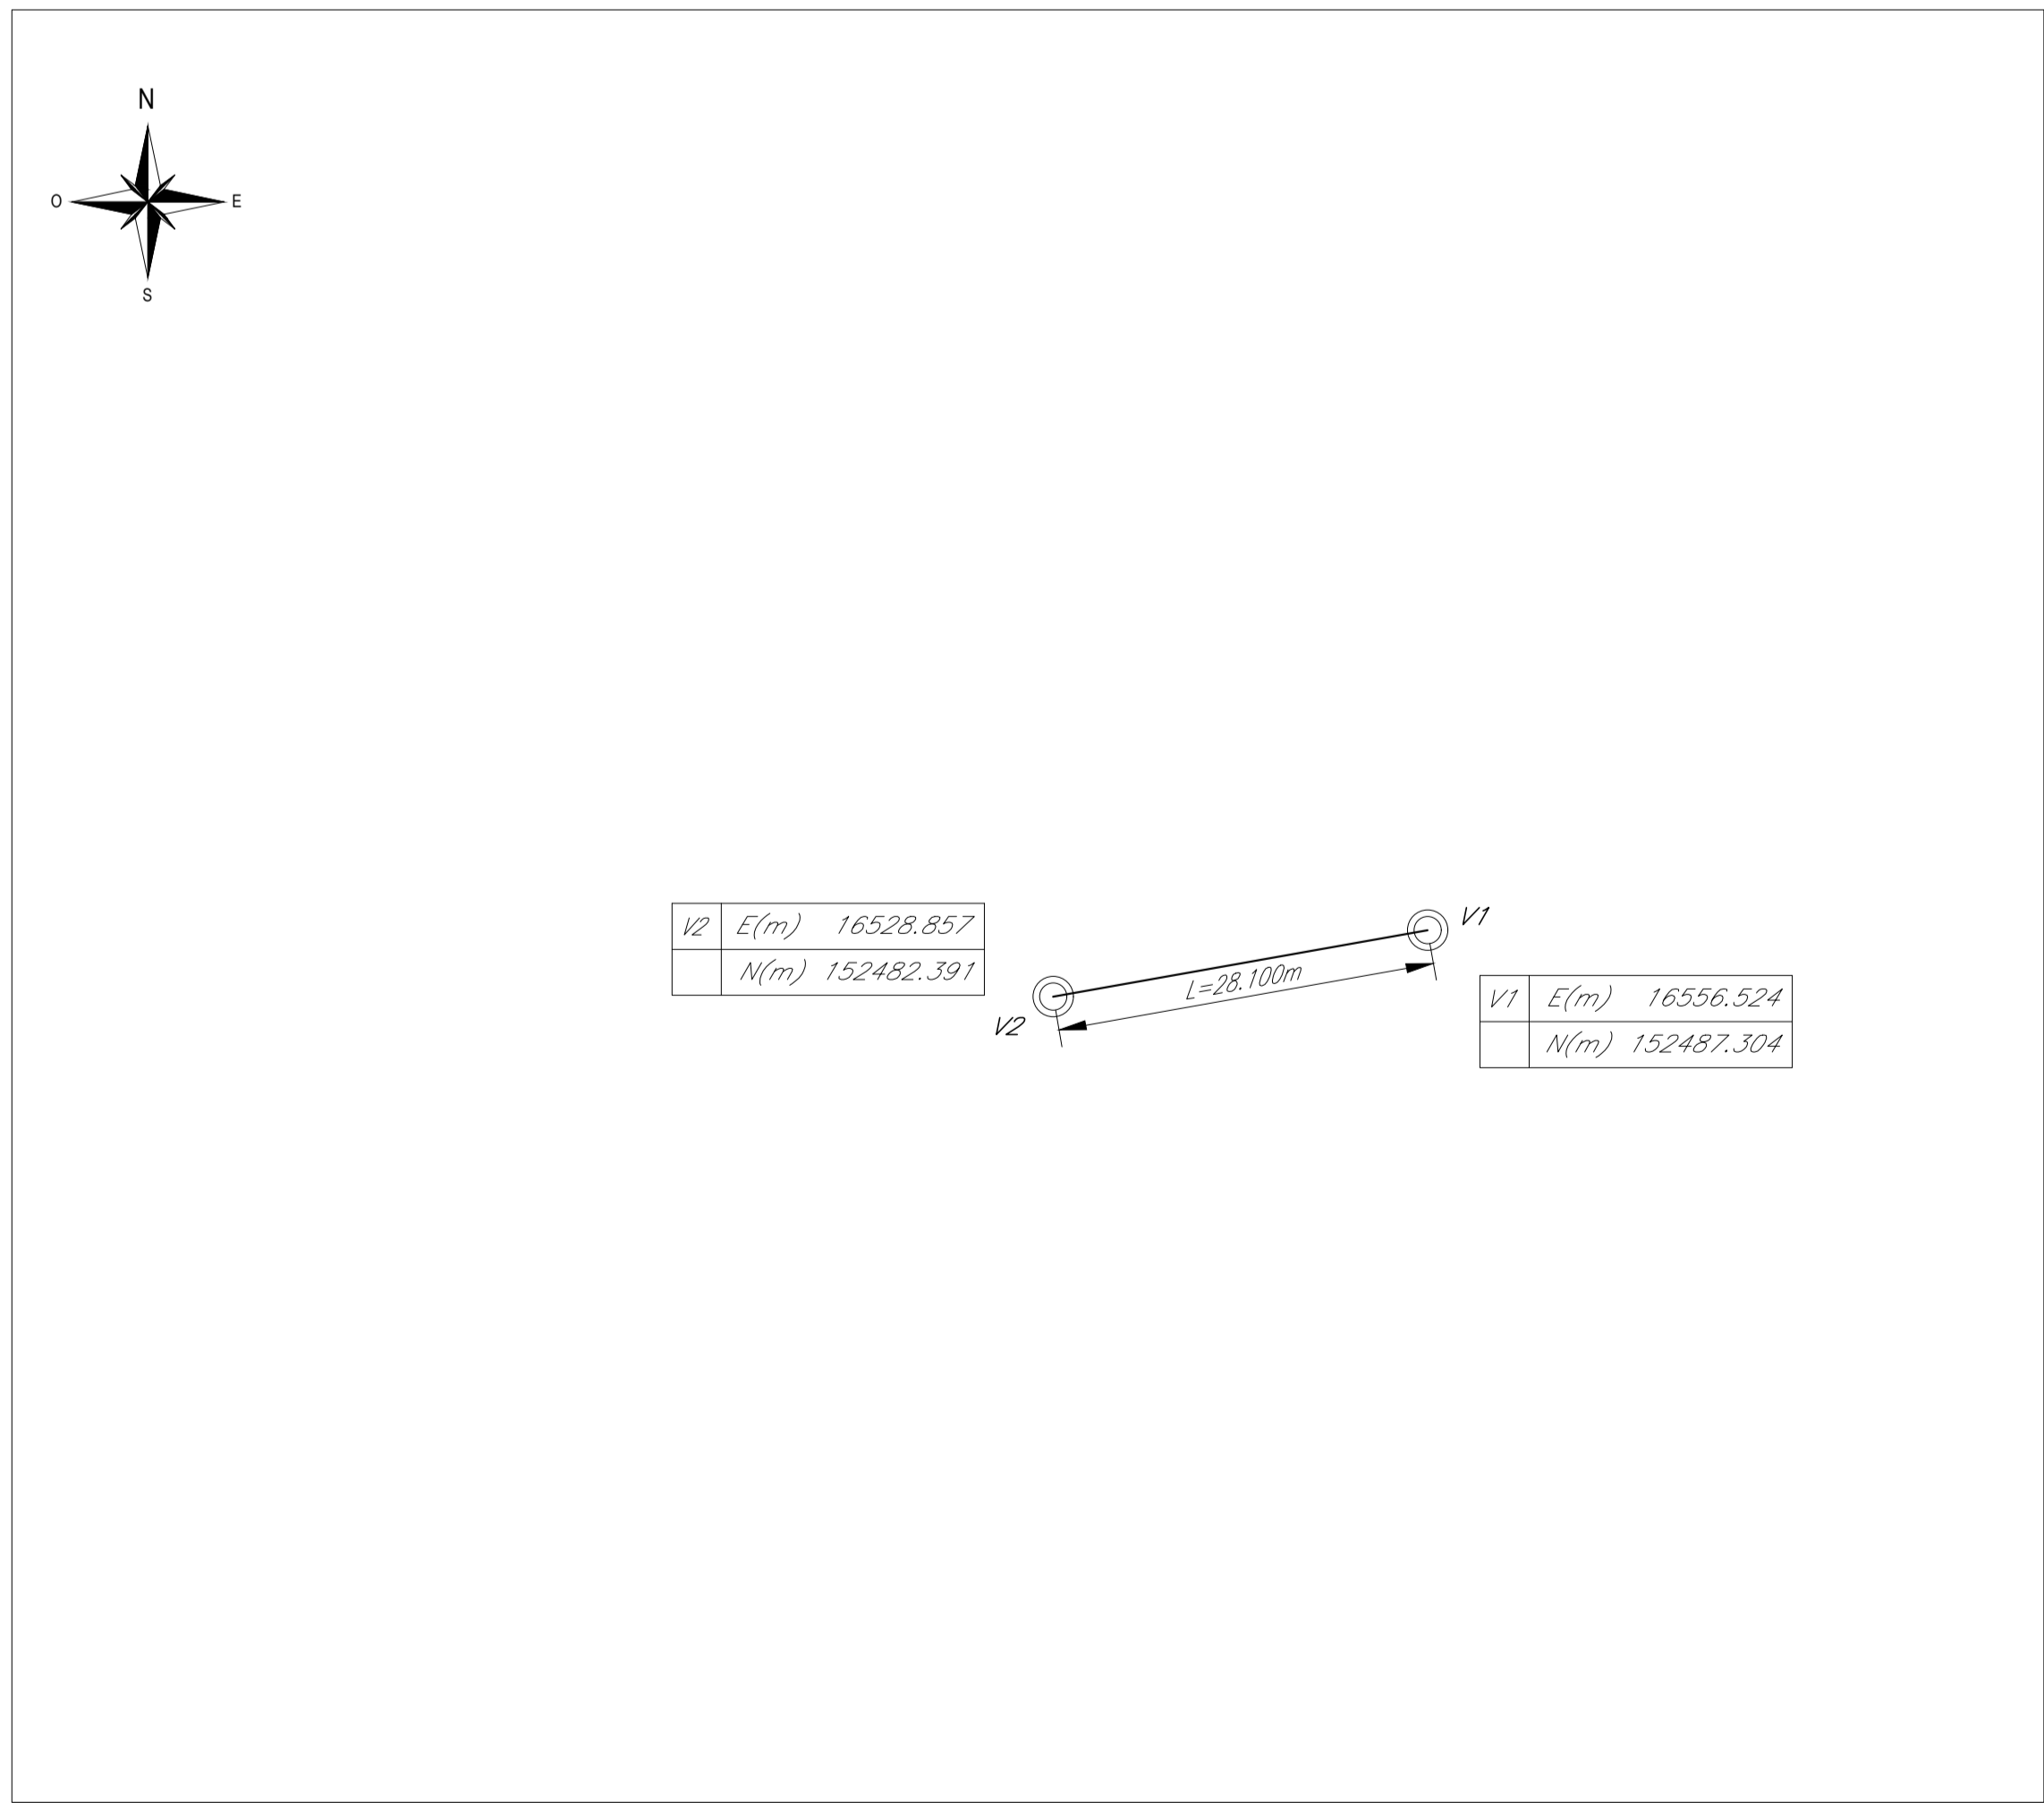 N
O E
S
V2 E(m) 16528.857
N(m) 152482.391
V1
L=28.100m
V2
V1 E(m) 16556.524
N(m) 152487.304